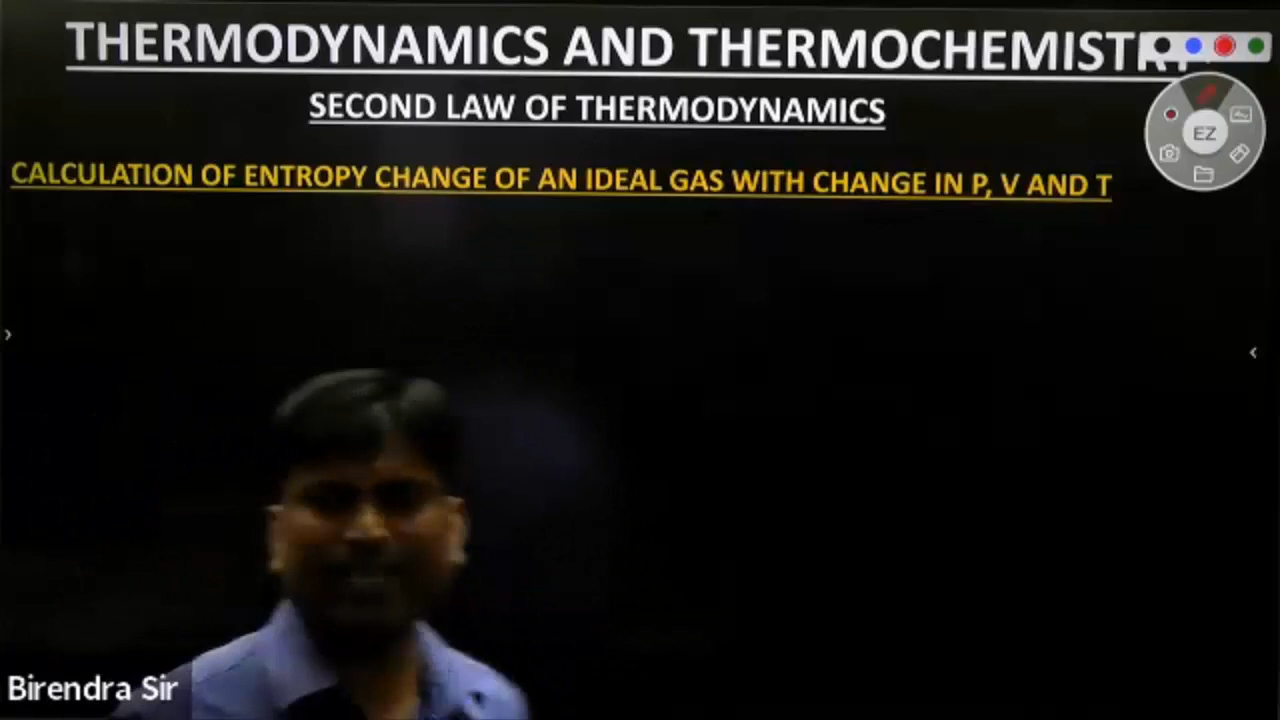 THERMODYNAMICS AND THERMOCHEMISTRY
SECOND LAW OF THERMODYNAMICS
CALCULATION OF ENTROPY CHANGE OF AN IDEAL GAS WITH CHANGE IN P, V AND T
EZ
Birendra Sir